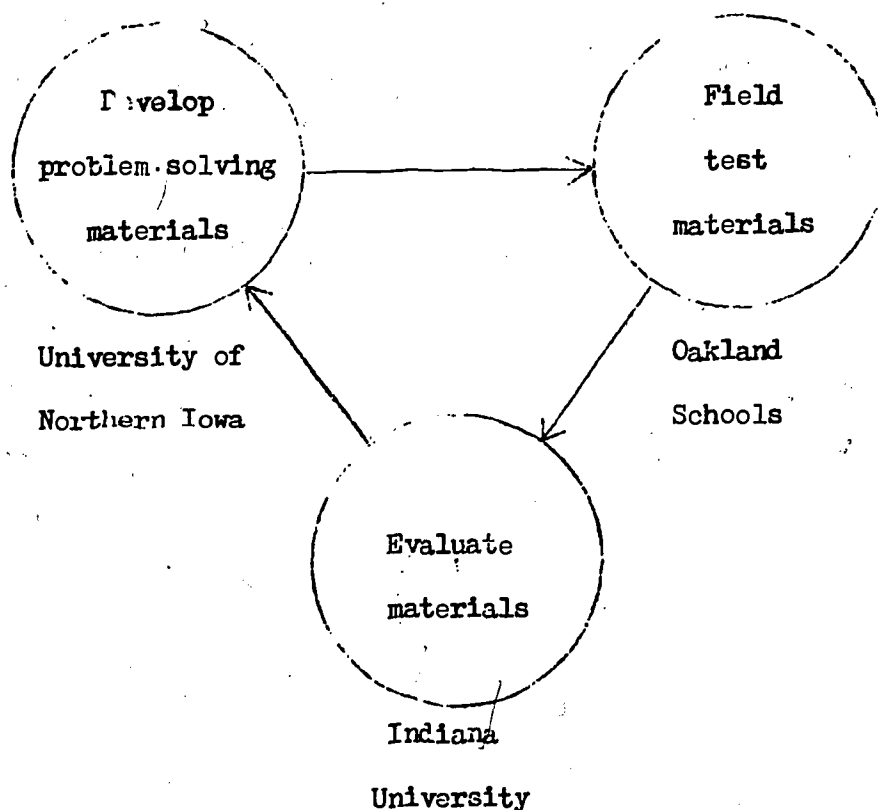 Develop
problem solving
materials
University of
Northern Iowa
Field
test
materials
Oakland
Schools
Evaluate
materials
Indiana
University